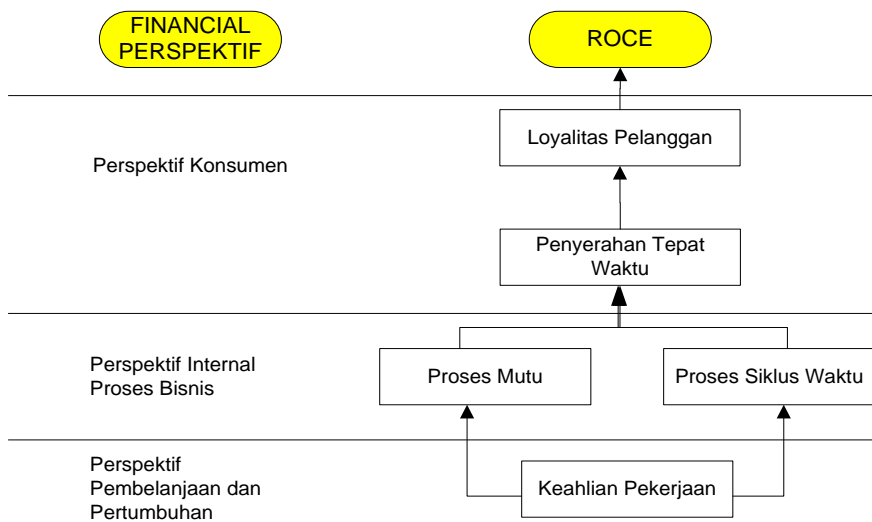 FINANCIAL
PERSPEKTIF
ROCE
Perspektif Konsumen
Loyalitas Pelanggan
Penyerahan Tepat
Waktu
Perspektif Internal
Proses Bisnis
Proses Mutu
Proses Siklus Waktu
Perspektif
Pembelanjaan dan
Pertumbuhan
Keahlian Pekerjaan